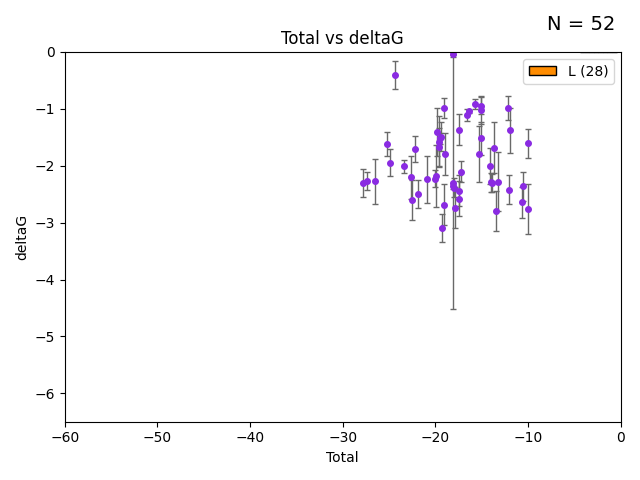 N = 52
Total vs deltaG
L (28)
0
−1
−2
−3
−4
−5
−6
deltaG
−60 −50 −40 −30 −20 −10 0
Total